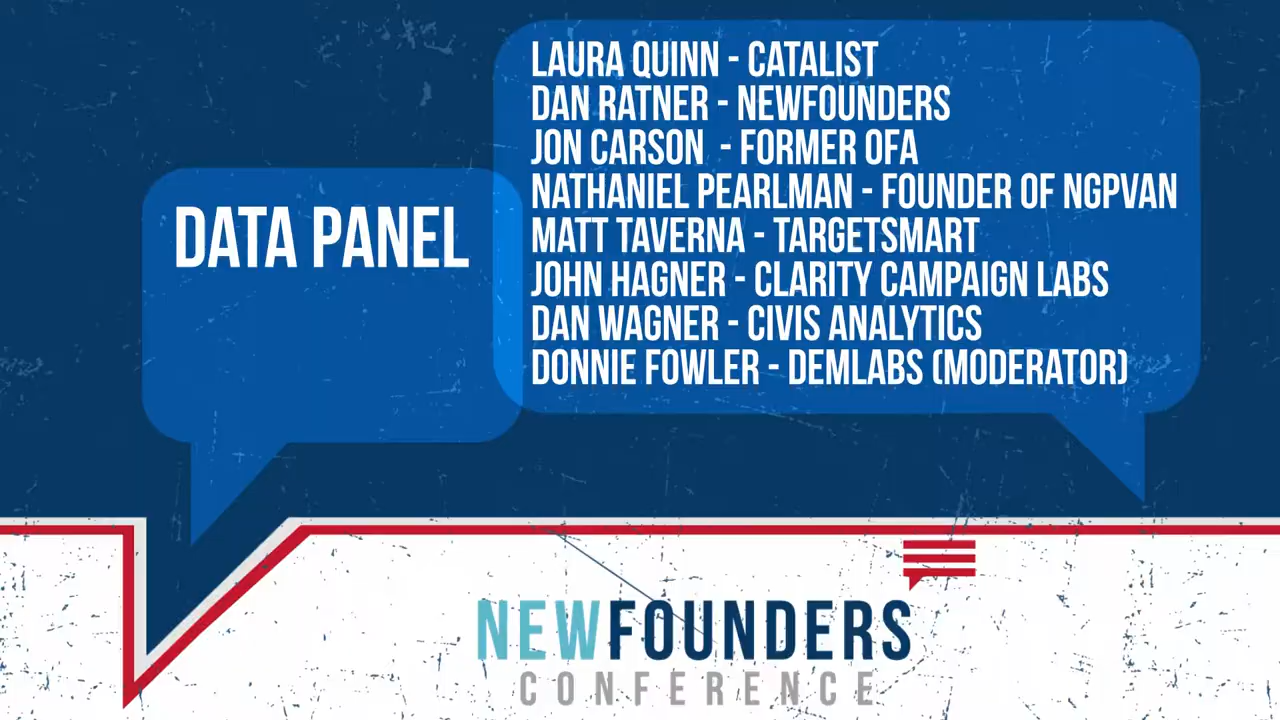 DATA PANEL
LAURA QUINN - CATALIST
DAN RATNER - NEWFOUNDERS
JON CARSON - FORMER OFA
NATHANIEL PEARLMAN - FOUNDER OF NGPVAN
MATT TAVERNA - TARGETSMART
JOHN HAGNER - CLARITY CAMPAIGN LABS
DAN WAGNER - CIVIS ANALYTICS
DONNIE FOWLER - DEMLABS (MODERATOR)
NEWFOUNDERS
CONFERENCE